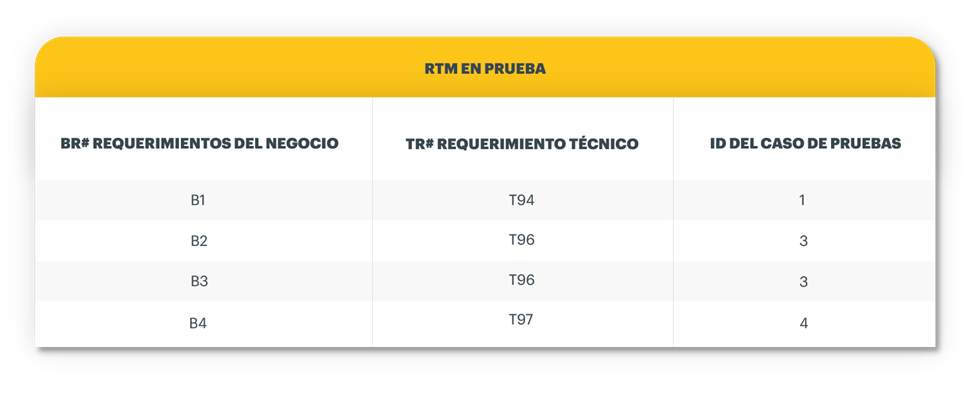 RTM EN PRUEBA
BR# REQUERIMIENTOS DEL NEGOCIO TR# REQUERIMIENTO TÉCNICO ID DEL CASO DE PRUEBAS
B1 T94 1
B2 T96 3
B3 T96 3
B4 T97 4